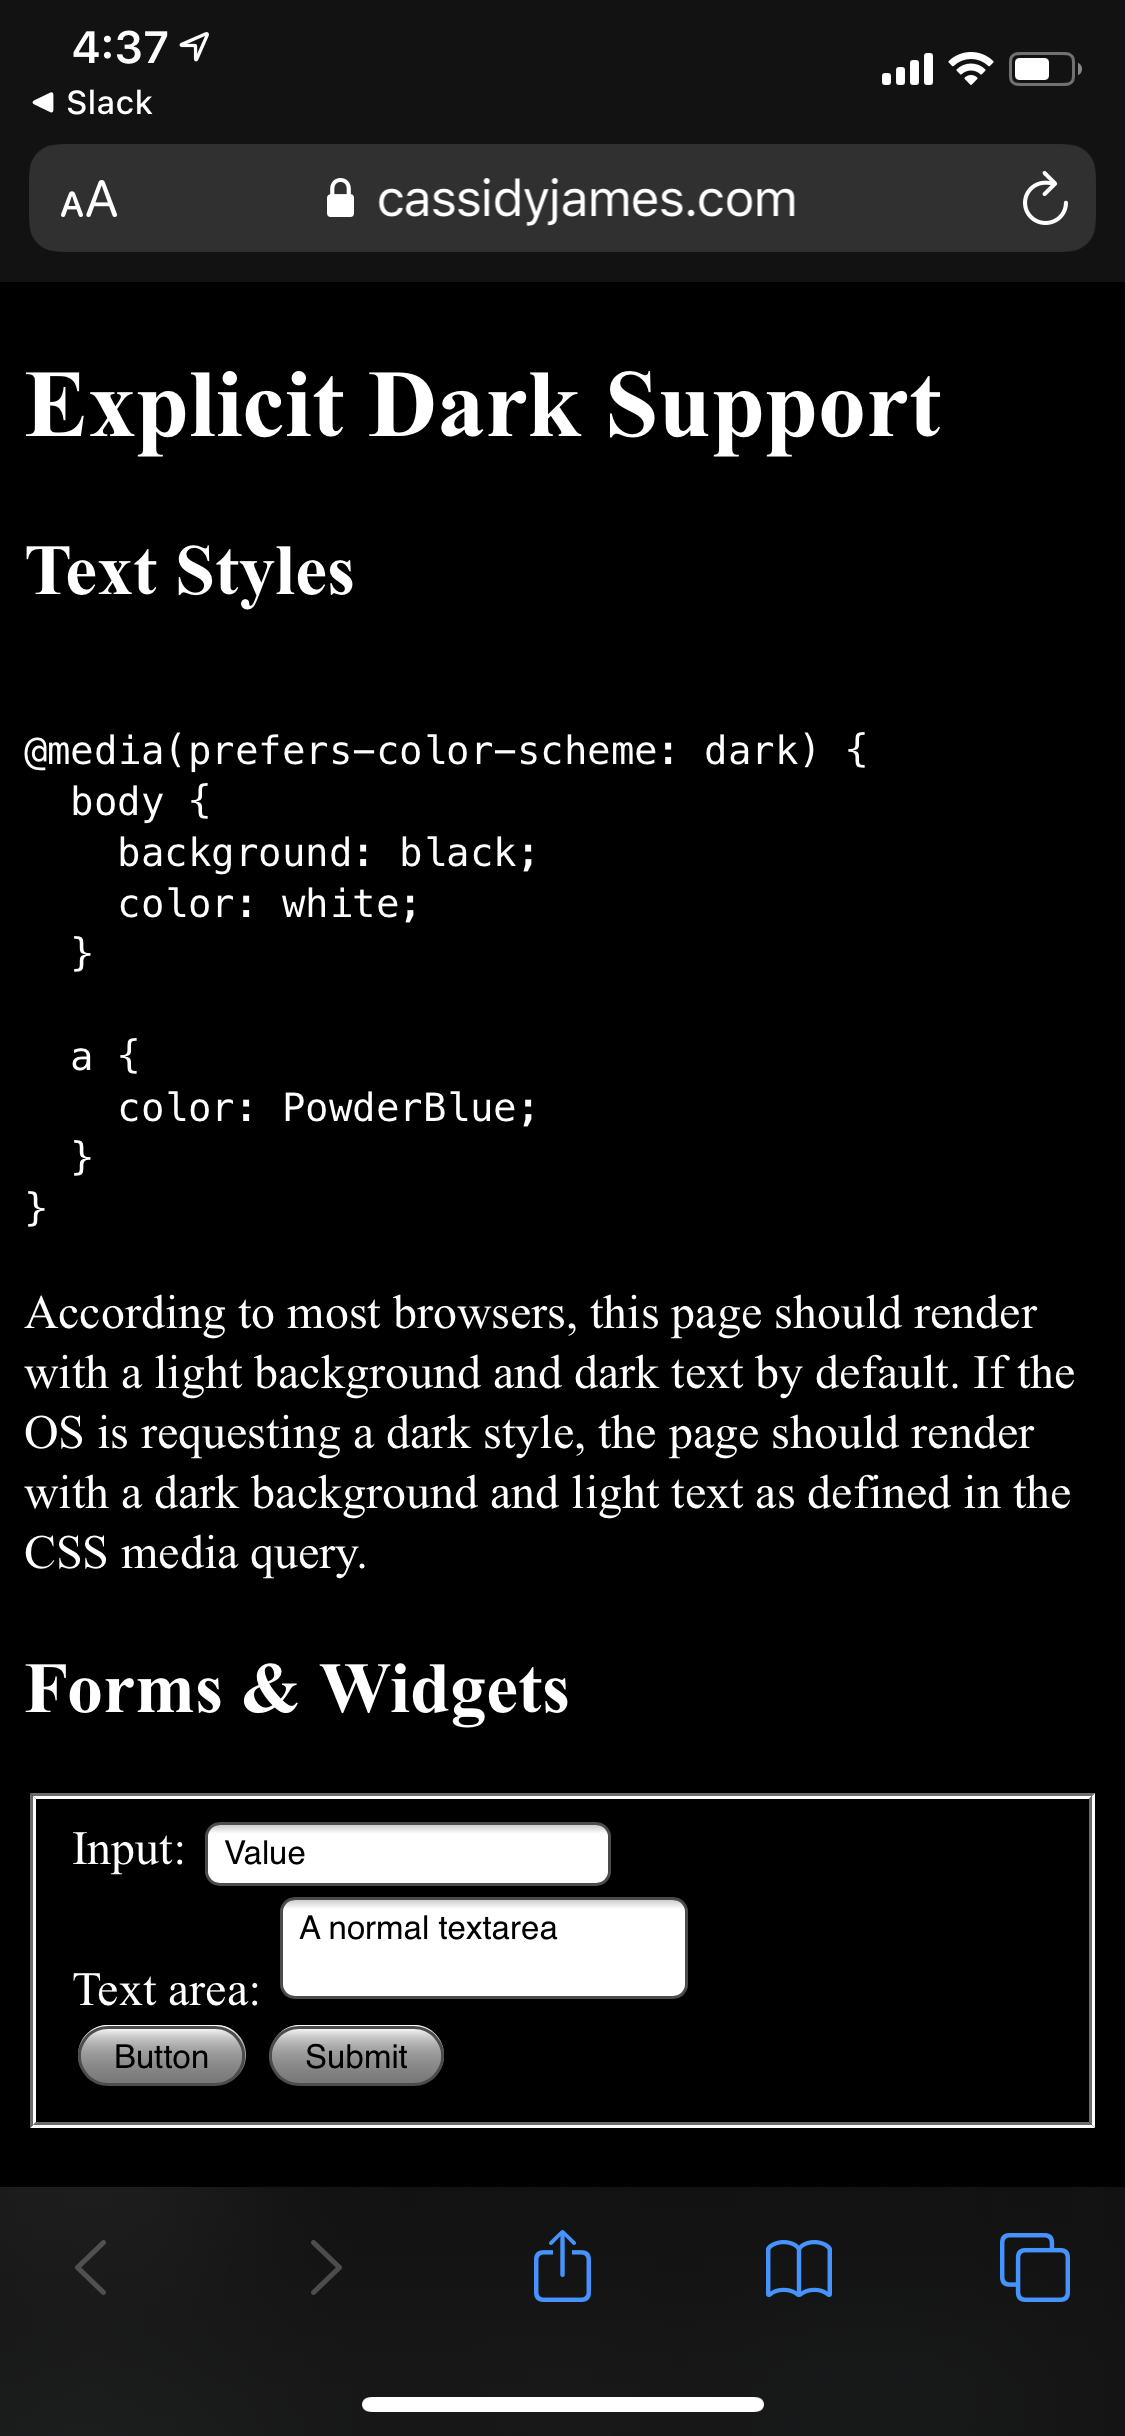 4:37
Slack
AA cassidyjames.com
Explicit Dark Support
Text Styles
@media(prefers-color-scheme: dark) {
  body {
    background: black;
    color: white;
  }

  a {
    color: PowderBlue;
  }
}
According to most browsers, this page should render
with a light background and dark text by default. If the
OS is requesting a dark style, the page should render
with a dark background and light text as defined in the
CSS media query.
Forms & Widgets
Input: Value
A normal textarea
Text area:
Button Submit